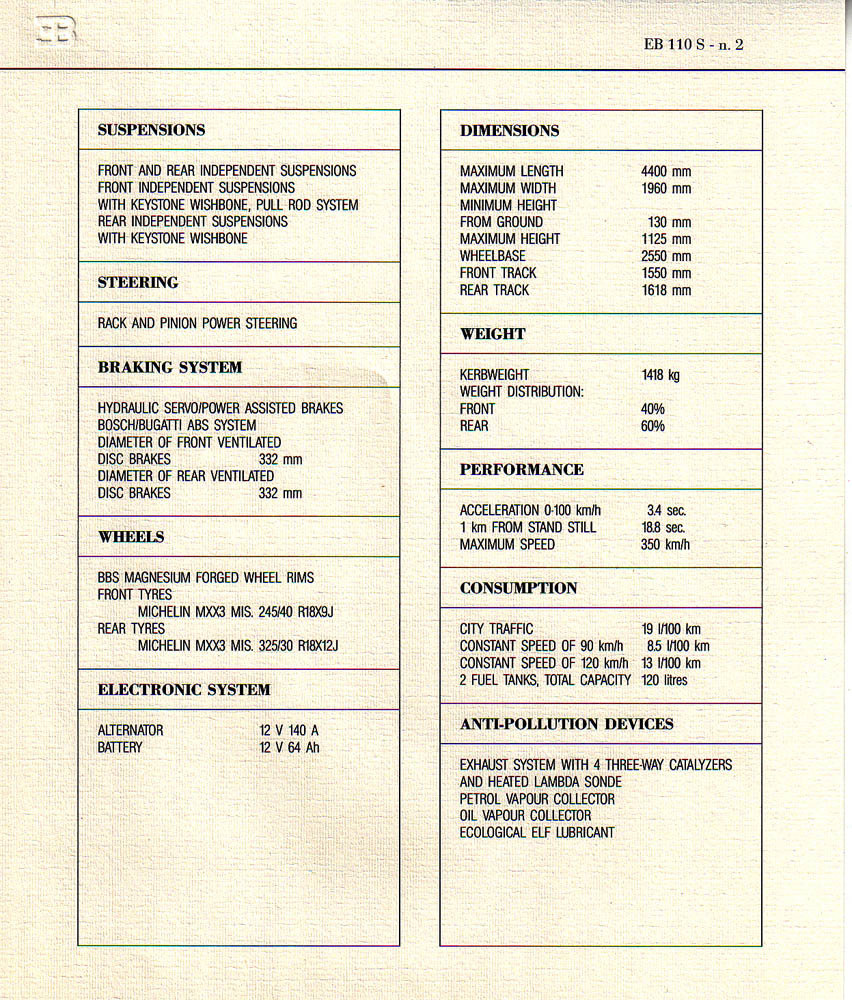 EB
EB 110 S - n. 2
SUSPENSIONS
FRONT AND REAR INDEPENDENT SUSPENSIONS
FRONT INDEPENDENT SUSPENSIONS
WITH KEYSTONE WISHBONE, PULL ROD SYSTEM
REAR INDEPENDENT SUSPENSIONS
WITH KEYSTONE WISHBONE
STEERING
RACK AND PINION POWER STEERING
BRAKING SYSTEM
HYDRAULIC SERVO/POWER ASSISTED BRAKES
BOSCH/BUGATTI ABS SYSTEM
DIAMETER OF FRONT VENTILATED
DISC BRAKES 332 mm
DIAMETER OF REAR VENTILATED
DISC BRAKES 332 mm
WHEELS
BBS MAGNESIUM FORGED WHEEL RIMS
FRONT TYRES
MICHELIN MXX3 MIS. 245/40 R18X9J
REAR TYRES
MICHELIN MXX3 MIS. 325/30 R18X12J
ELECTRONIC SYSTEM
ALTERNATOR 12 V 140 A
BATTERY 12 V 64 Ah
DIMENSIONS
MAXIMUM LENGTH 4400 mm
MAXIMUM WIDTH 1960 mm
MINIMUM HEIGHT
FROM GROUND 130 mm
MAXIMUM HEIGHT 1125 mm
WHEELBASE 2550 mm
FRONT TRACK 1550 mm
REAR TRACK 1618 mm
WEIGHT
KERBWEIGHT 1418 kg
WEIGHT DISTRIBUTION:
FRONT 40%
REAR 60%
PERFORMANCE
ACCELERATION 0-100 km/h 3.4 sec.
1 km FROM STAND STILL 18.8 sec.
MAXIMUM SPEED 350 km/h
CONSUMPTION
CITY TRAFFIC 19 l/100 km
CONSTANT SPEED OF 90 km/h 8.5 l/100 km
CONSTANT SPEED OF 120 km/h 13 l/100 km
2 FUEL TANKS, TOTAL CAPACITY 120 litres
ANTI-POLLUTION DEVICES
EXHAUST SYSTEM WITH 4 THREE-WAY CATALYZERS
AND HEATED LAMBDA SONDE
PETROL VAPOUR COLLECTOR
OIL VAPOUR COLLECTOR
ECOLOGICAL ELF LUBRICANT